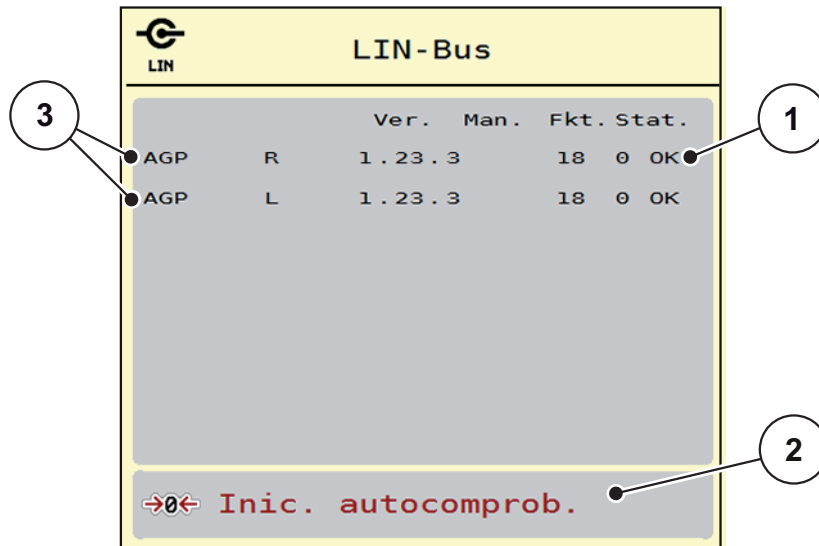 LIN LIN-Bus
3
1
Ver. Man. Fkt. Stat.
AGP R 1.23.3 18 0 OK
AGP L 1.23.3 18 0 OK
2
→0← Inic. autocomprob.